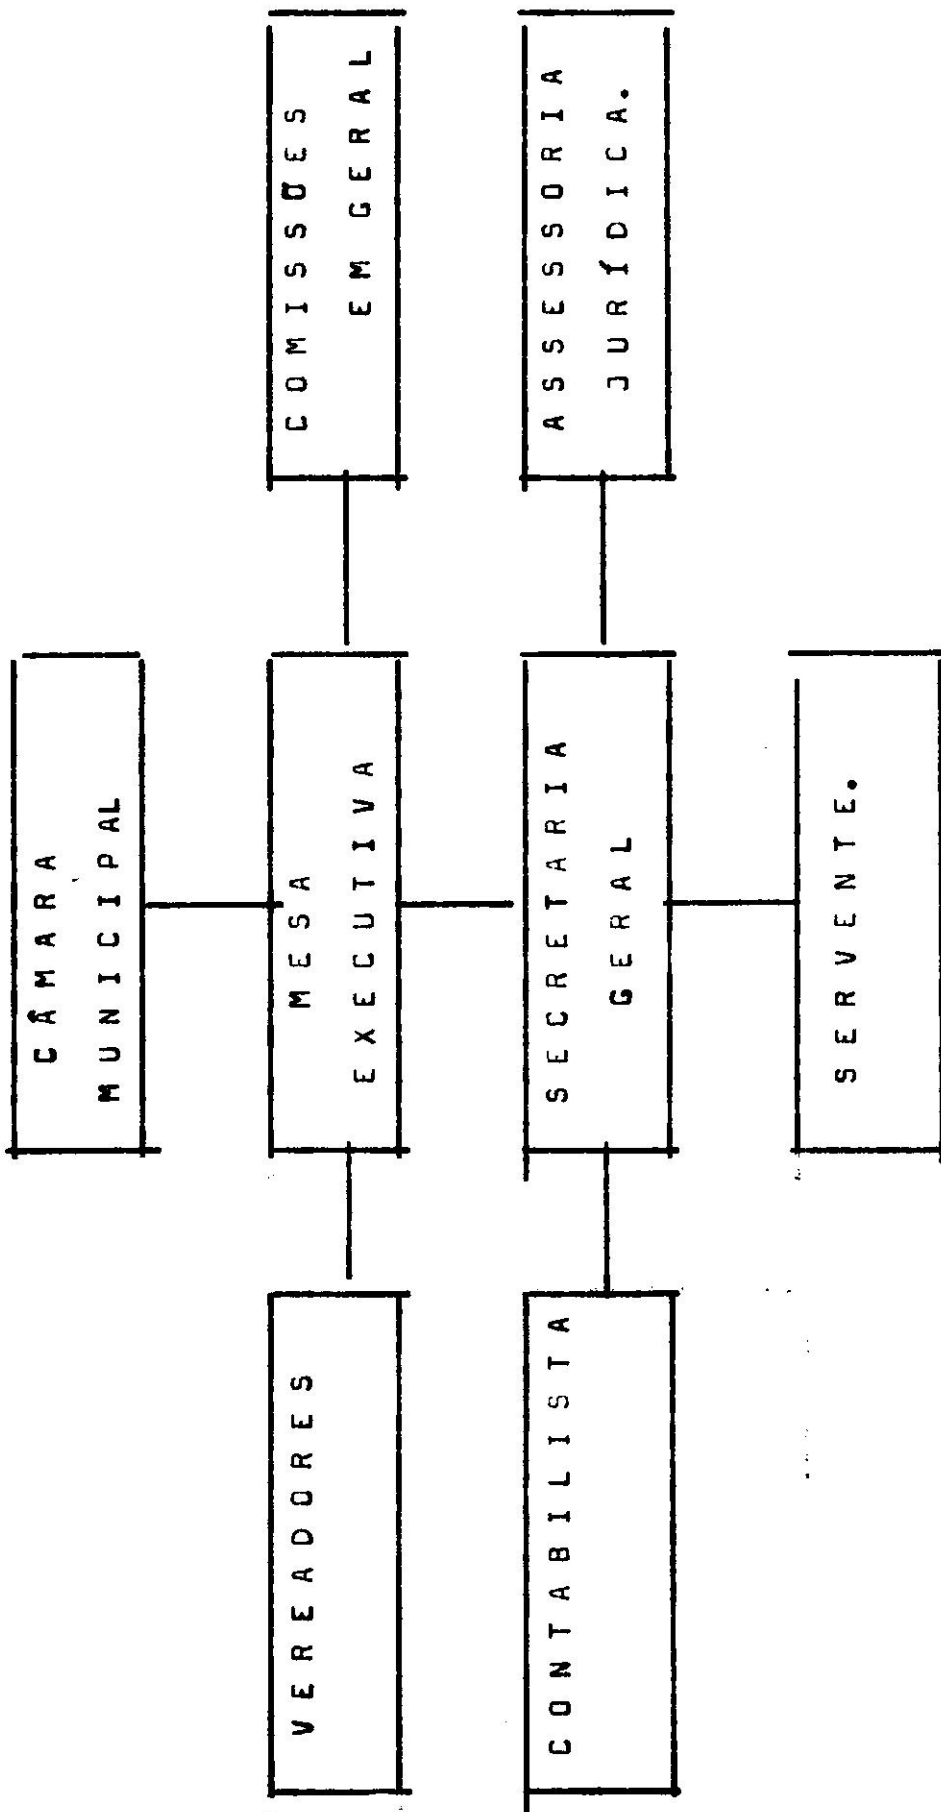 CÂMARA
MUNICIPAL
VEREADORES
MESA
EXECUTIVA
COMISSÕES
EM GERAL
CONTABILISTA
SECRETARIA
GERAL
ASSESSORIA
JURÍDICA.
SERVENTE.